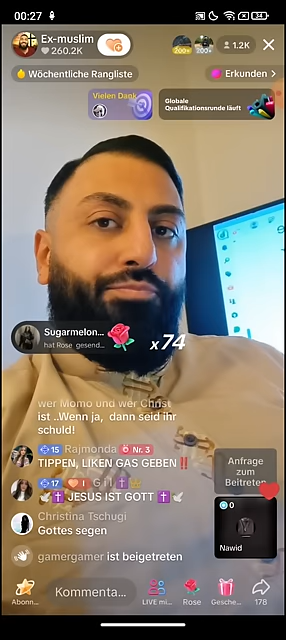 00:27
34
Ex-muslim
260.2K
200+
200+
1.2K
Wöchentliche Rangliste
Erkunden >
Vielen Dank
Globale
Qualifikationsrunde läuft
Sugarmelon...
hat Rose gesend...
x74
wer Momo und wer Christ
ist ..Wenn ja, dann seid ihr
schuld!
15 Rajmonda Nr. 3
TIPPEN, LIKEN GAS GEBEN‼️
17 I G i l ✝️👑
🕊️✝️ JESUS IST GOTT ✝️🕊️
Christina Tschugi
Gottes segen
gamergamer ist beigetreten
Anfrage
zum
Beitreten
0
Nawid
Kommenta...
Abonn...
LIVE mi...
Rose
Gesche...
178